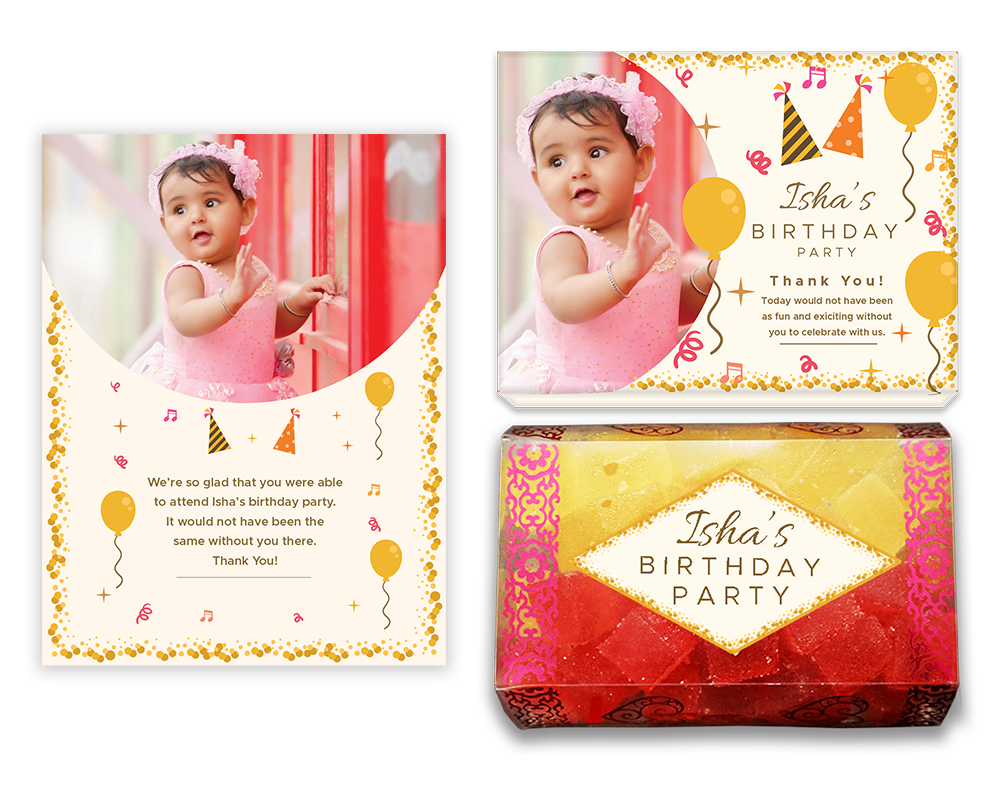 We're so glad that you were able
to attend Isha's birthday party.
It would not have been the
same without you there.
Thank You!
Isha's
BIRTHDAY
PARTY
Thank You!
Today would not have been
as fun and exiciting without
you to celebrate with us.
Isha's
BIRTHDAY
PARTY